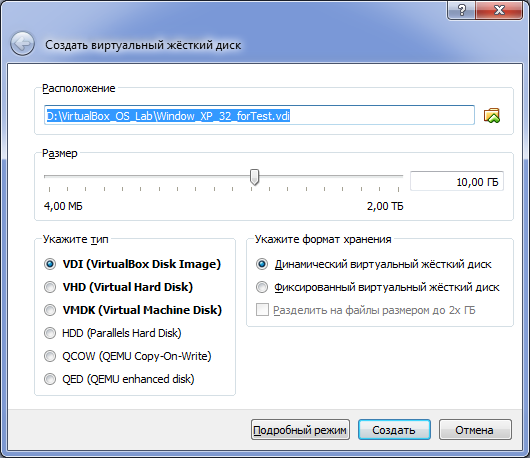 ?
X
Создать виртуальный жёсткий диск
Расположение
D:\VirtualBox_OS_Lab\Window_XP_32_forTest.vdi
Размер
10,00 ГБ
4,00 МБ
2,00 ТБ
Укажите тип
VDI (VirtualBox Disk Image)
VHD (Virtual Hard Disk)
VMDK (Virtual Machine Disk)
HDD (Parallels Hard Disk)
QCOW (QEMU Copy-On-Write)
QED (QEMU enhanced disk)
Укажите формат хранения
Динамический виртуальный жёсткий диск
Фиксированный виртуальный жёсткий диск
Разделить на файлы размером до 2х ГБ
Подробный режим
Создать
Отмена